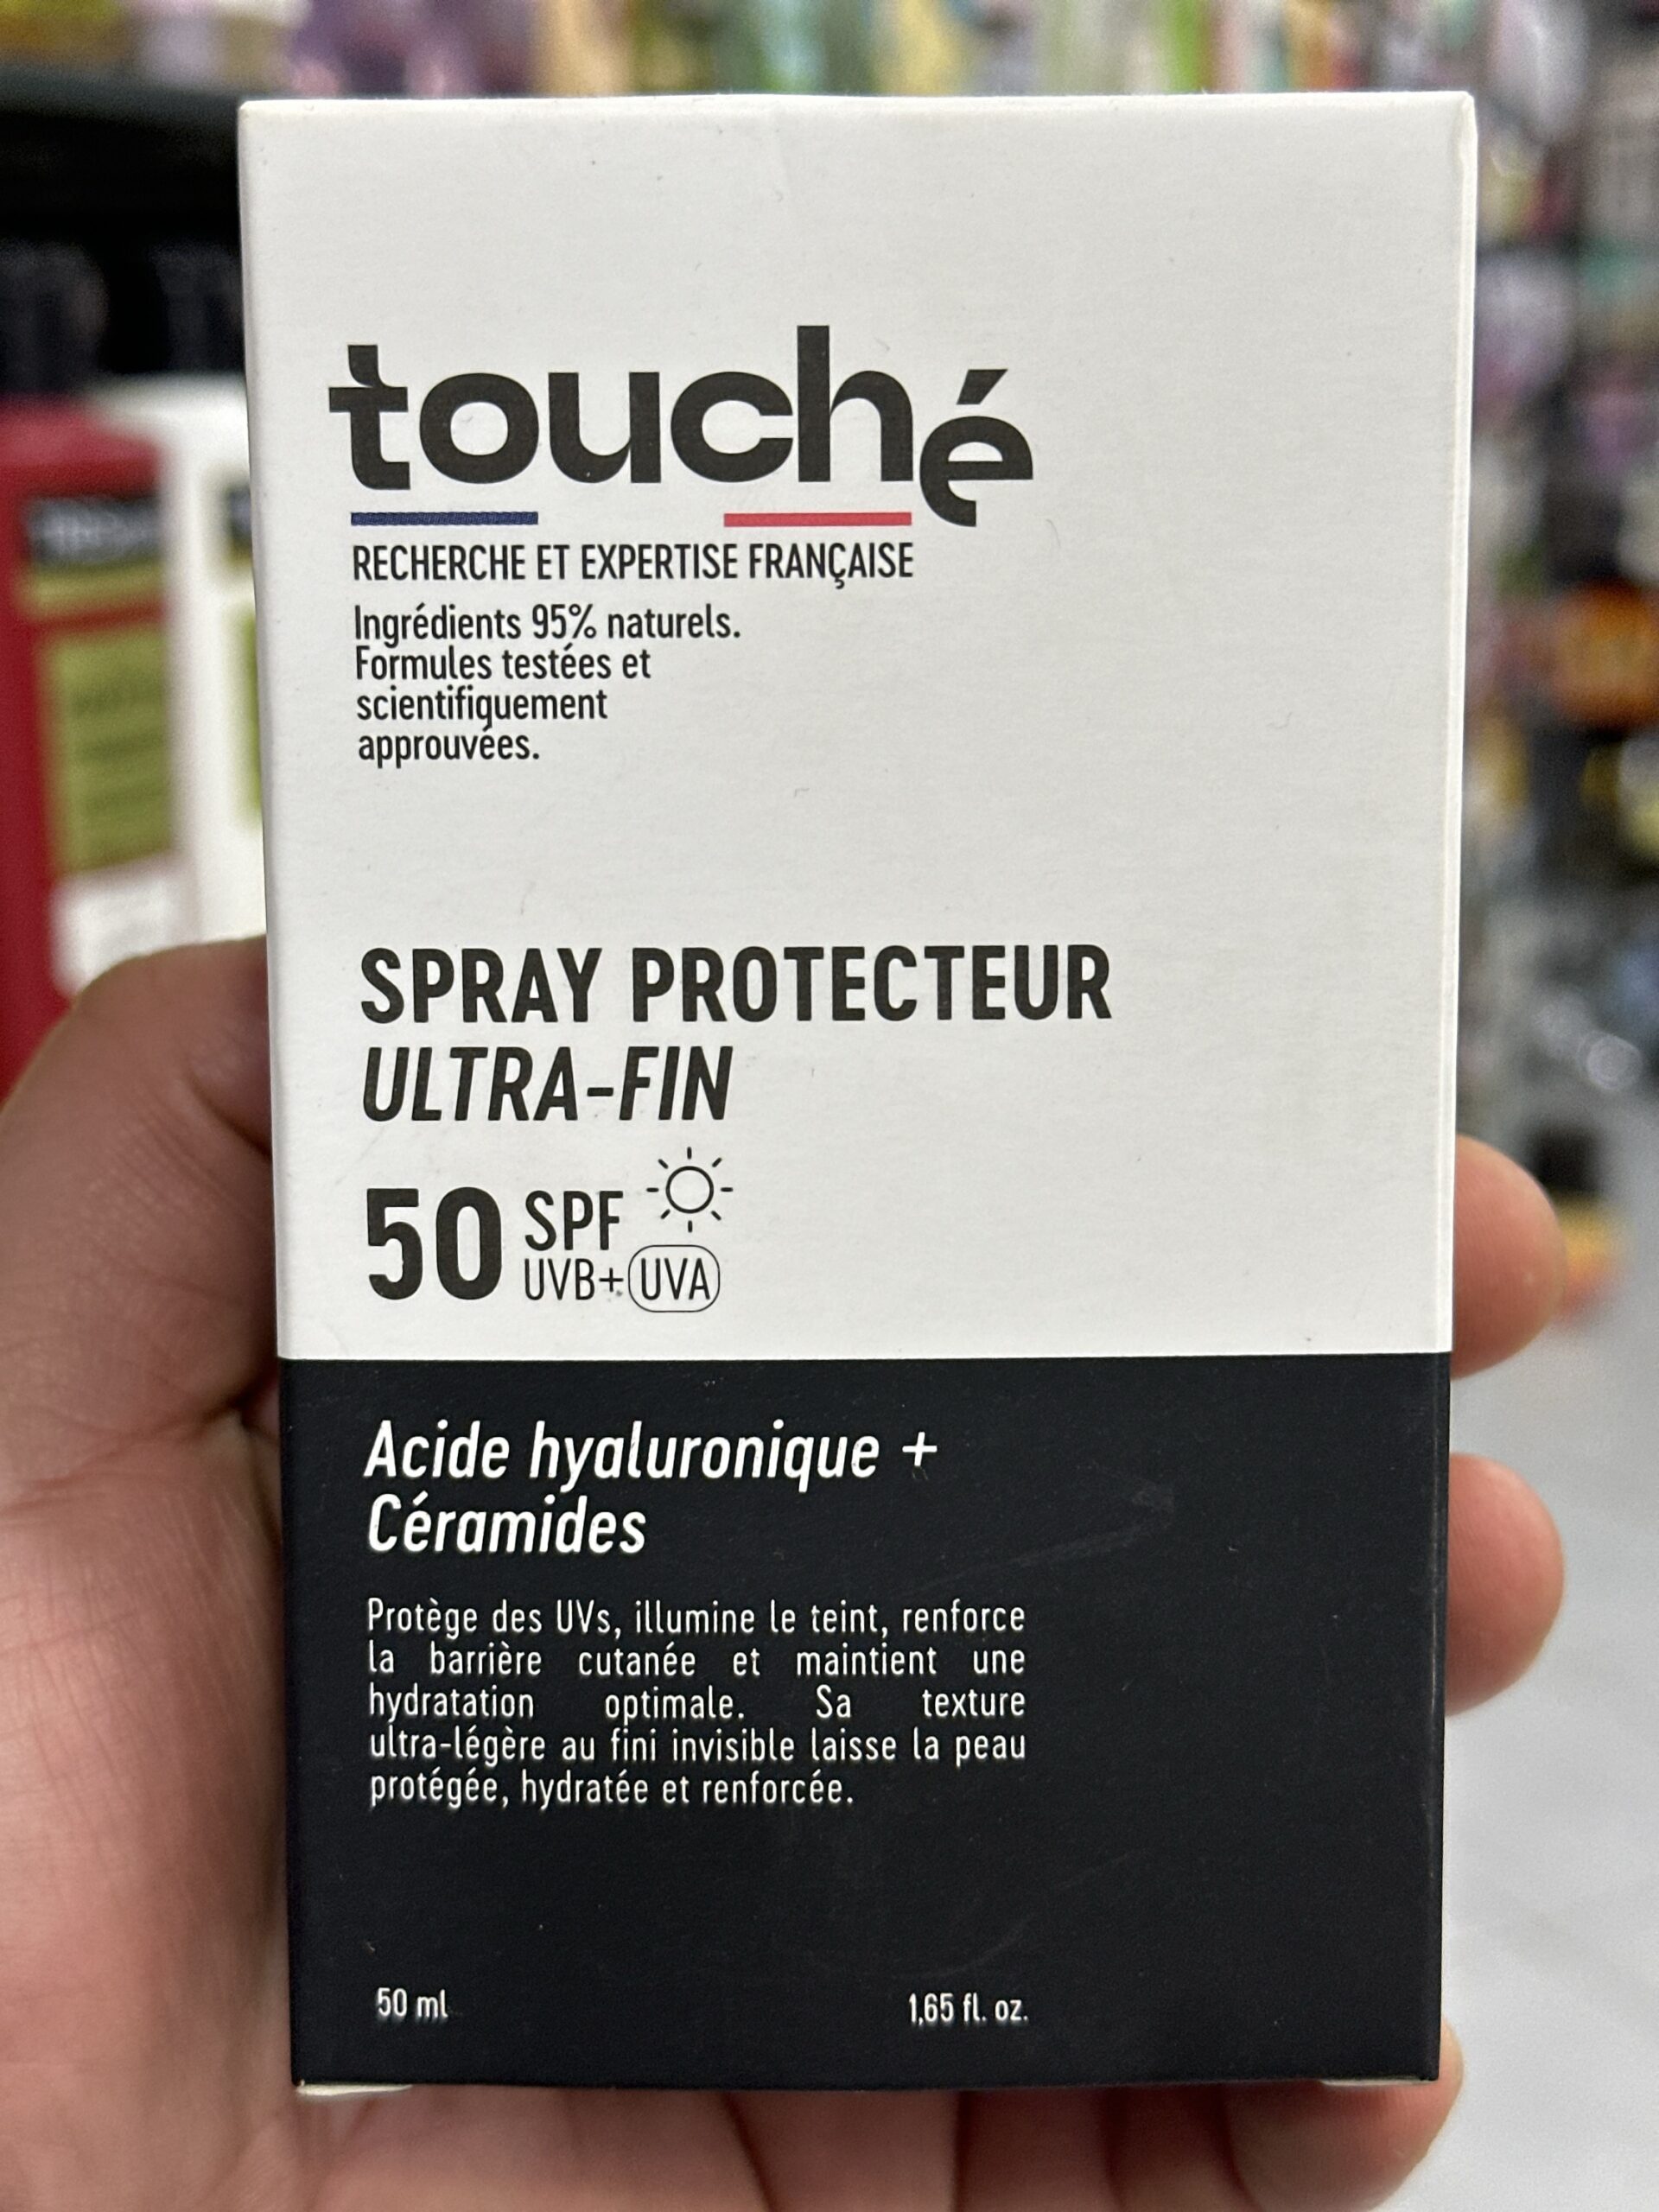 touché
RECHERCHE ET EXPERTISE FRANÇAISE
Ingrédients 95% naturels.
Formules testées et
scientifiquement
approuvées.
SPRAY PROTECTEUR
ULTRA-FIN
50 SPF
UVB+ UVA
Acide hyaluronique +
Céramides
Protège des UVs, illumine le teint, renforce
la barrière cutanée et maintient une
hydratation optimale. Sa texture
ultra-légère au fini invisible laisse la peau
protégée, hydratée et renforcée.
50 ml 1,65 fl. oz.